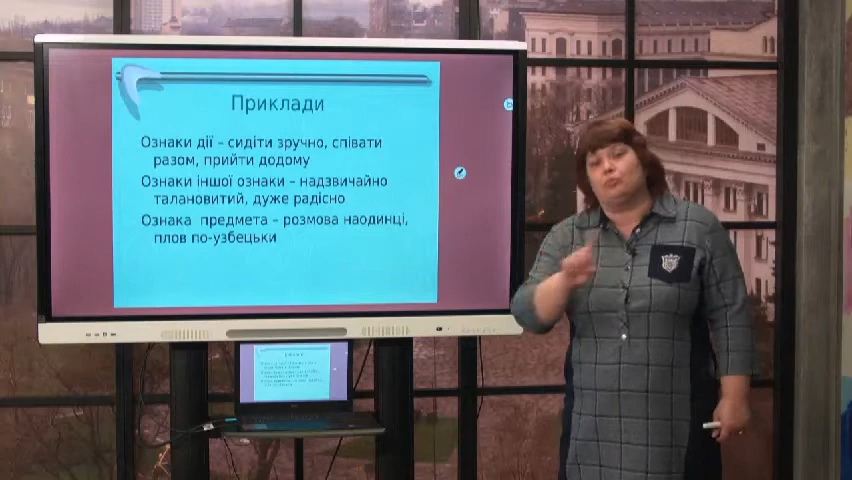 Приклади
Ознаки дії – сидіти зручно, співати
разом, прийти додому
Ознаки іншої ознаки – надзвичайно
талановитий, дуже радісно
Ознака предмета – розмова наодинці,
плов по-узбецьки